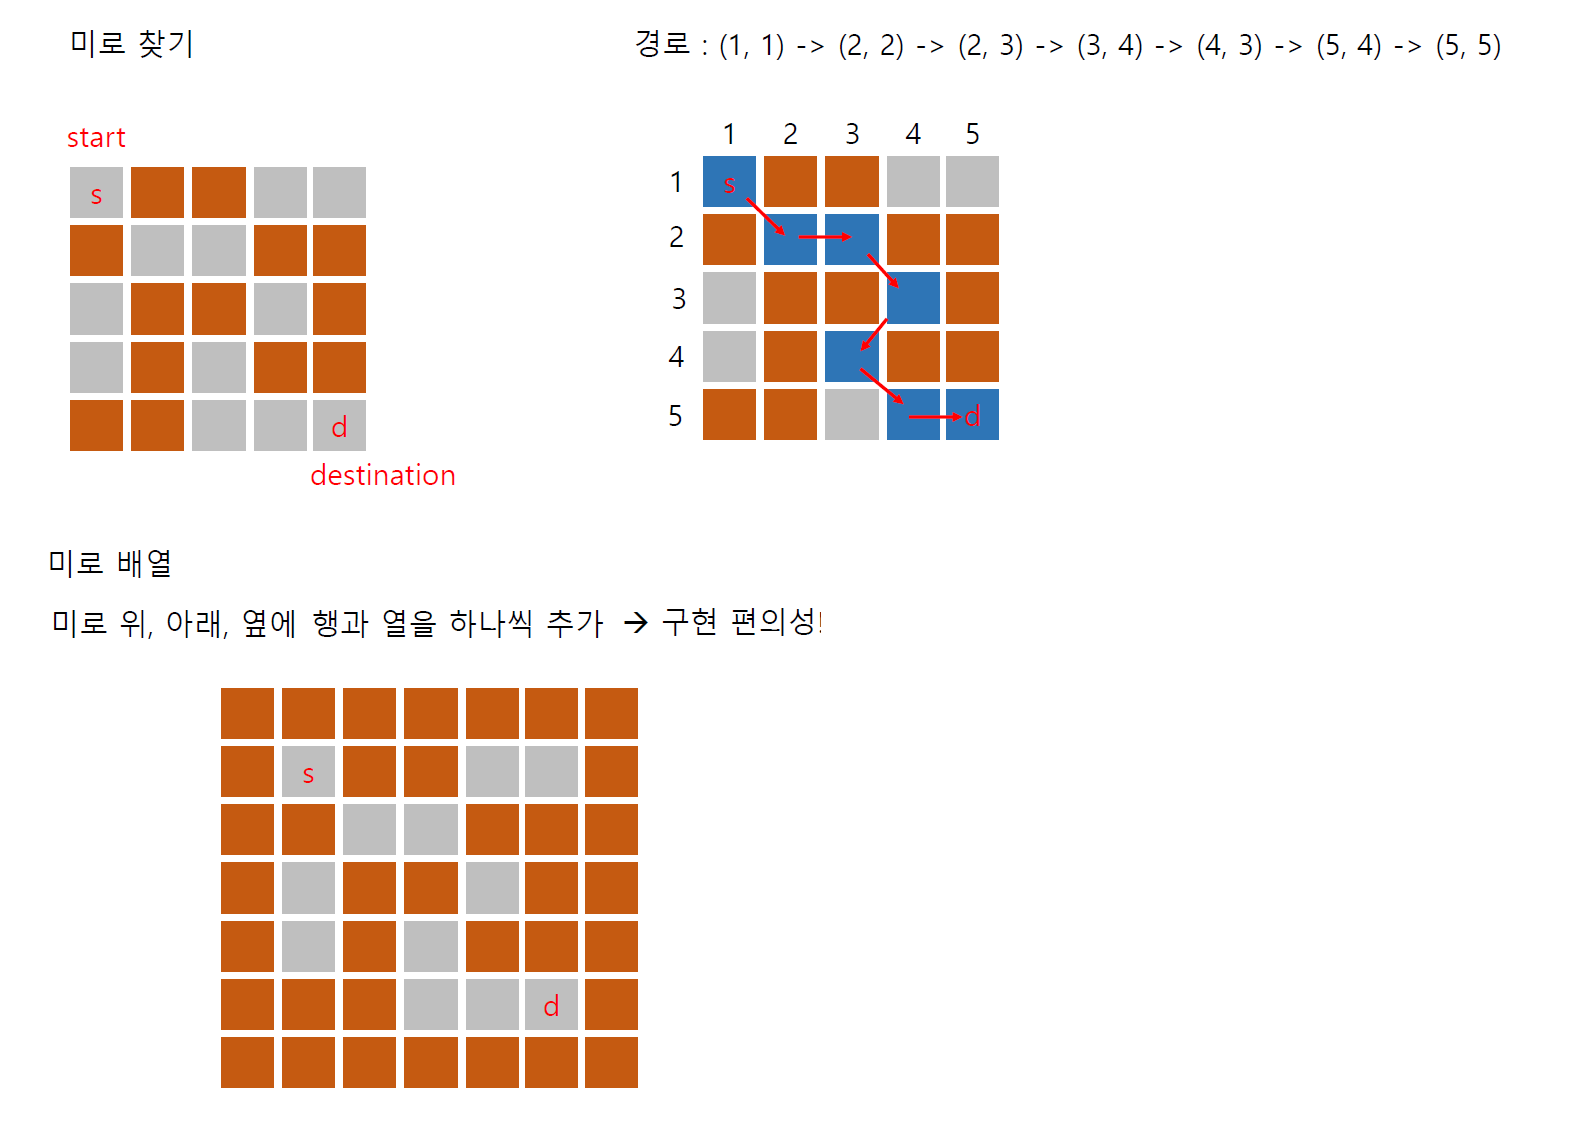 미로 찾기
경로 : (1, 1) -> (2, 2) -> (2, 3) -> (3, 4) -> (4, 3) -> (5, 4) -> (5, 5)
start
s
d
destination
1 2 3 4 5
1
s
2
3
4
5
d
미로 배열
미로 위, 아래, 옆에 행과 열을 하나씩 추가 → 구현 편의성!
s
d